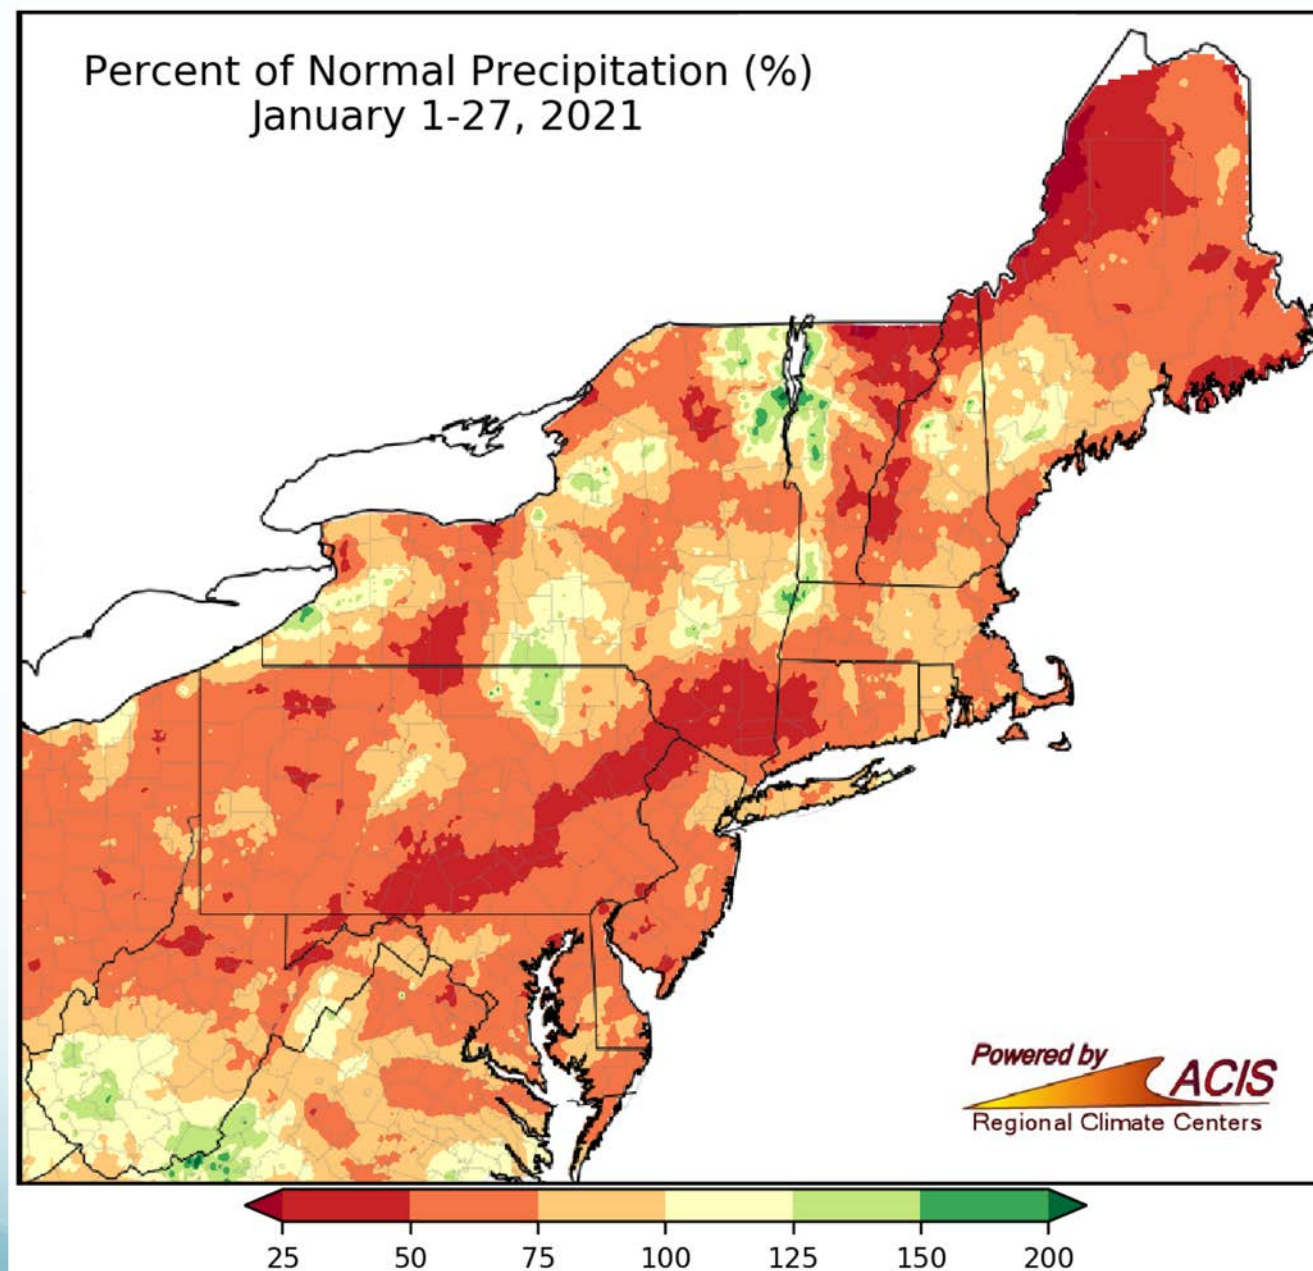 Percent of Normal Precipitation (%)
January 1-27, 2021
Powered by
ACIS
Regional Climate Centers
25 50 75 100 125 150 200